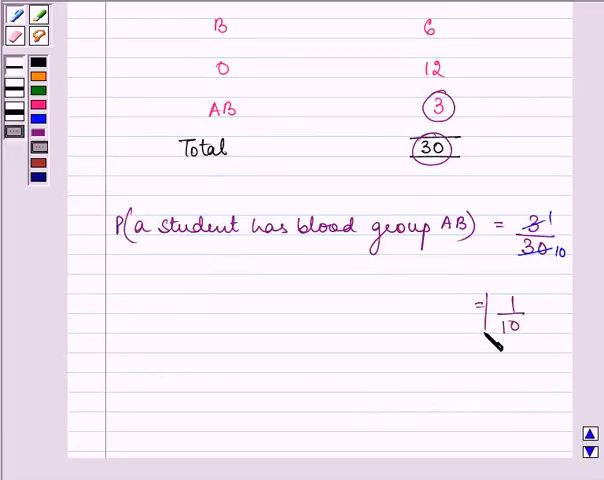 B 6
O 12
AB 3
Total 30
P(a student has blood group AB) = 3/30 1 10
= 1/10